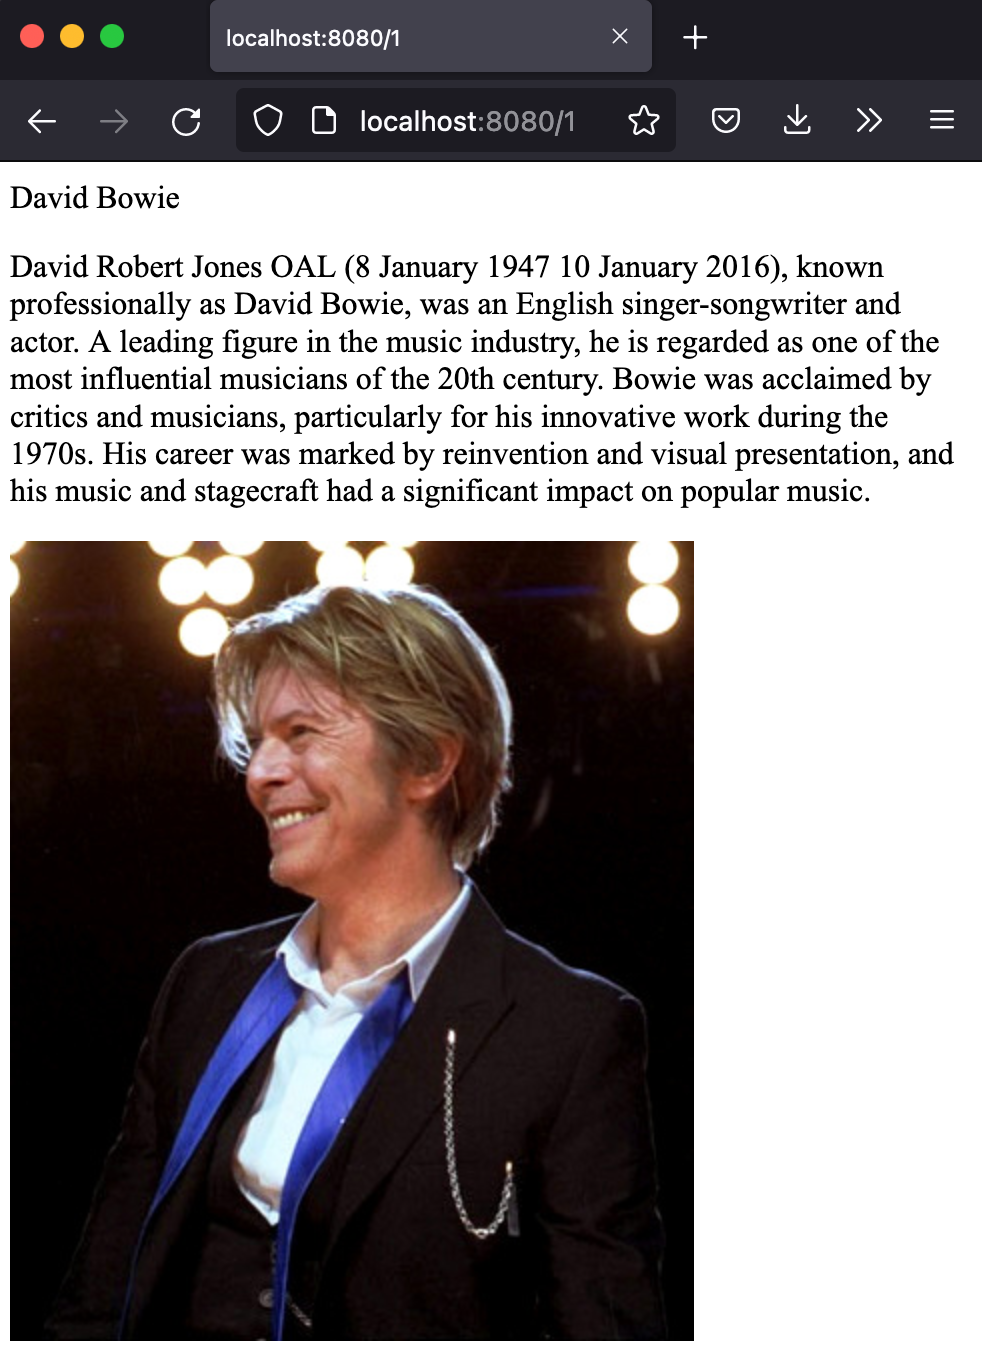 localhost:8080/1
localhost:8080/1
David Bowie
David Robert Jones OAL (8 January 1947 10 January 2016), known
professionally as David Bowie, was an English singer-songwriter and
actor. A leading figure in the music industry, he is regarded as one of the
most influential musicians of the 20th century. Bowie was acclaimed by
critics and musicians, particularly for his innovative work during the
1970s. His career was marked by reinvention and visual presentation, and
his music and stagecraft had a significant impact on popular music.